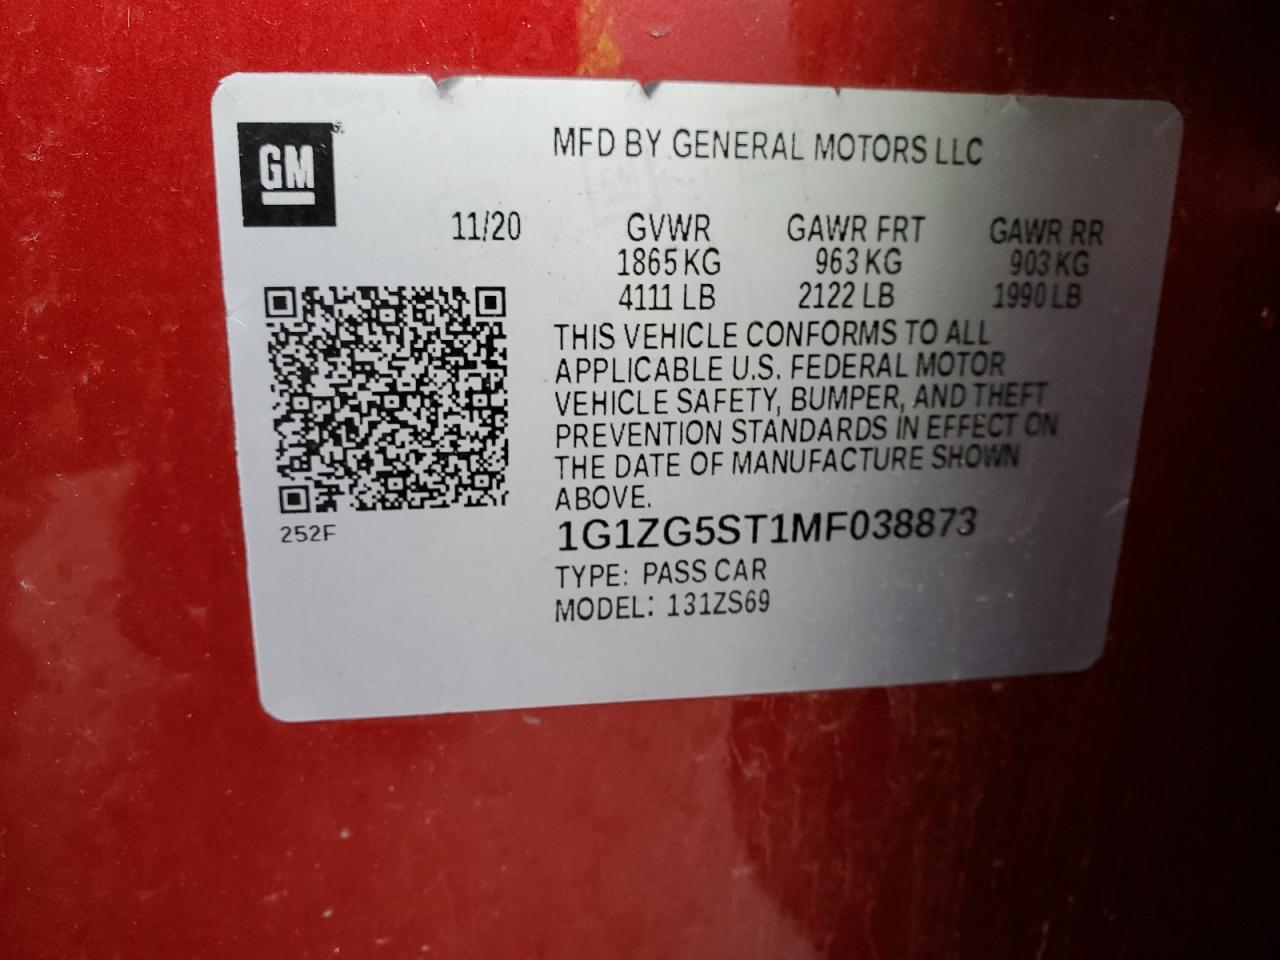 GM
MFD BY GENERAL MOTORS LLC
11/20 GVWR GAWR FRT GAWR RR
1865 KG 963 KG 903 KG
4111 LB 2122 LB 1990 LB
THIS VEHICLE CONFORMS TO ALL
APPLICABLE U.S. FEDERAL MOTOR
VEHICLE SAFETY, BUMPER, AND THEFT
PREVENTION STANDARDS IN EFFECT ON
THE DATE OF MANUFACTURE SHOWN
ABOVE.
252F
1G1ZG5ST1MF038873
TYPE: PASS CAR
MODEL: 131ZS69